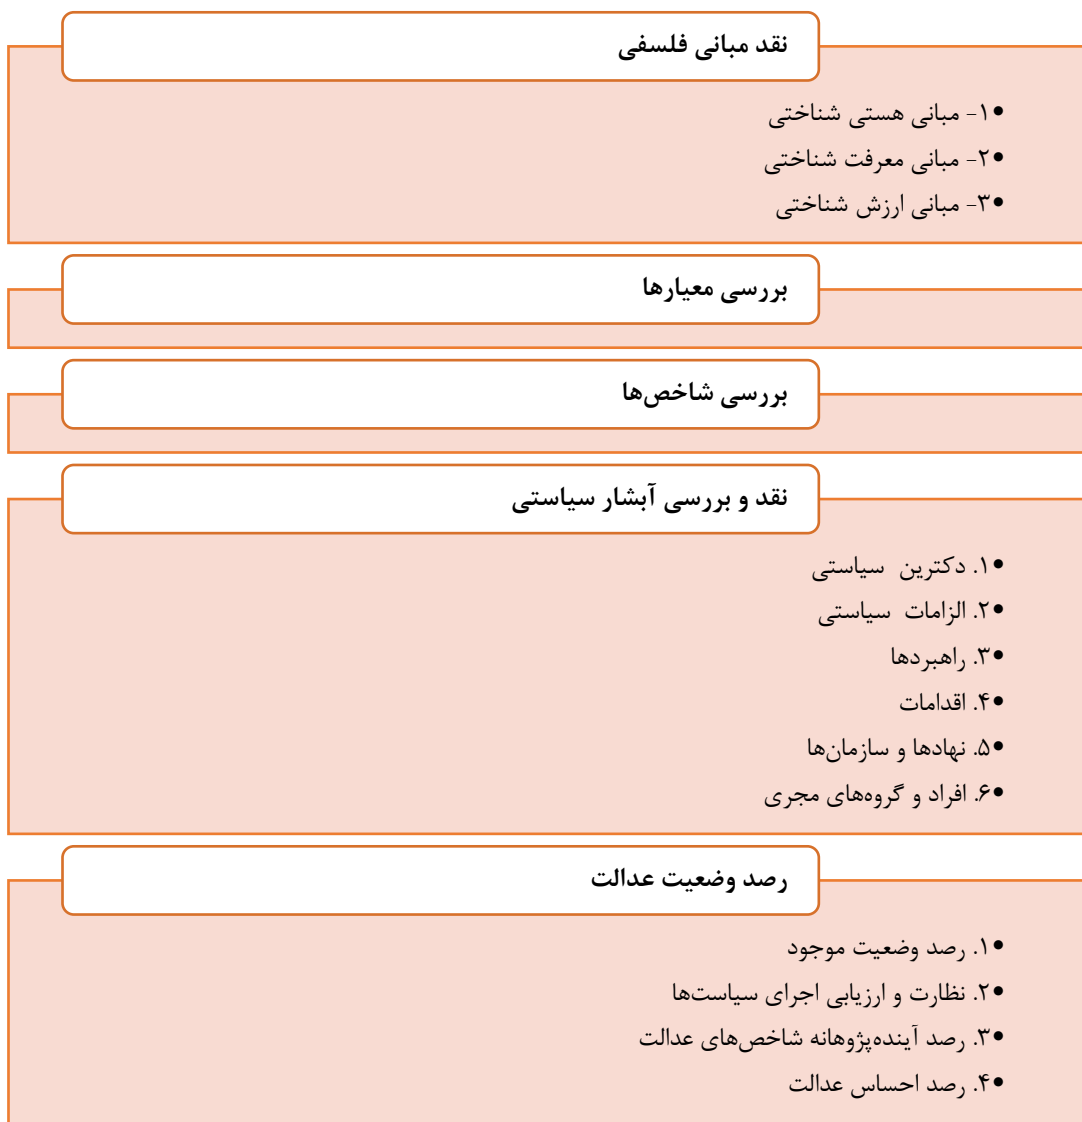 نقد مبانی فلسفی
•۱- مبانی هستی شناختی
•۲- مبانی معرفت شناختی
•۳- مبانی ارزش شناختی
بررسی معیارها
بررسی شاخص‌ها
نقد و بررسی آبشار سیاستی
•۱. دکترین سیاستی
•۲. الزامات سیاستی
•۳. راهبردها
•۴. اقدامات
•۵. نهادها و سازمان‌ها
•۶. افراد و گروه‌های مجری
رصد وضعیت عدالت
•۱. رصد وضعیت موجود
•۲. نظارت و ارزیابی اجرای سیاست‌ها
•۳. رصد آینده‌پژوهانه شاخص‌های عدالت
•۴. رصد احساس عدالت